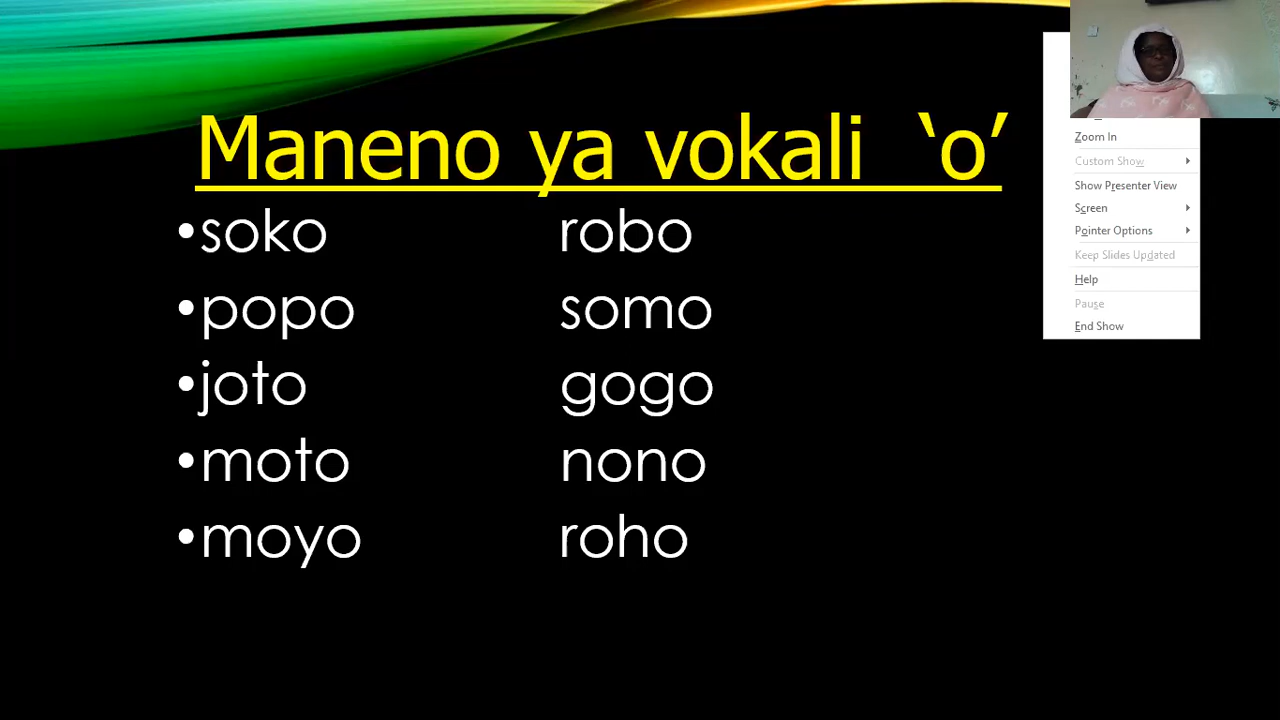 Maneno ya vokali ‘o’
•soko robo
•popo somo
•joto gogo
•moto nono
•moyo roho
Zoom In
Custom Show
Show Presenter View
Screen
Pointer Options
Keep Slides Updated
Help
Pause
End Show